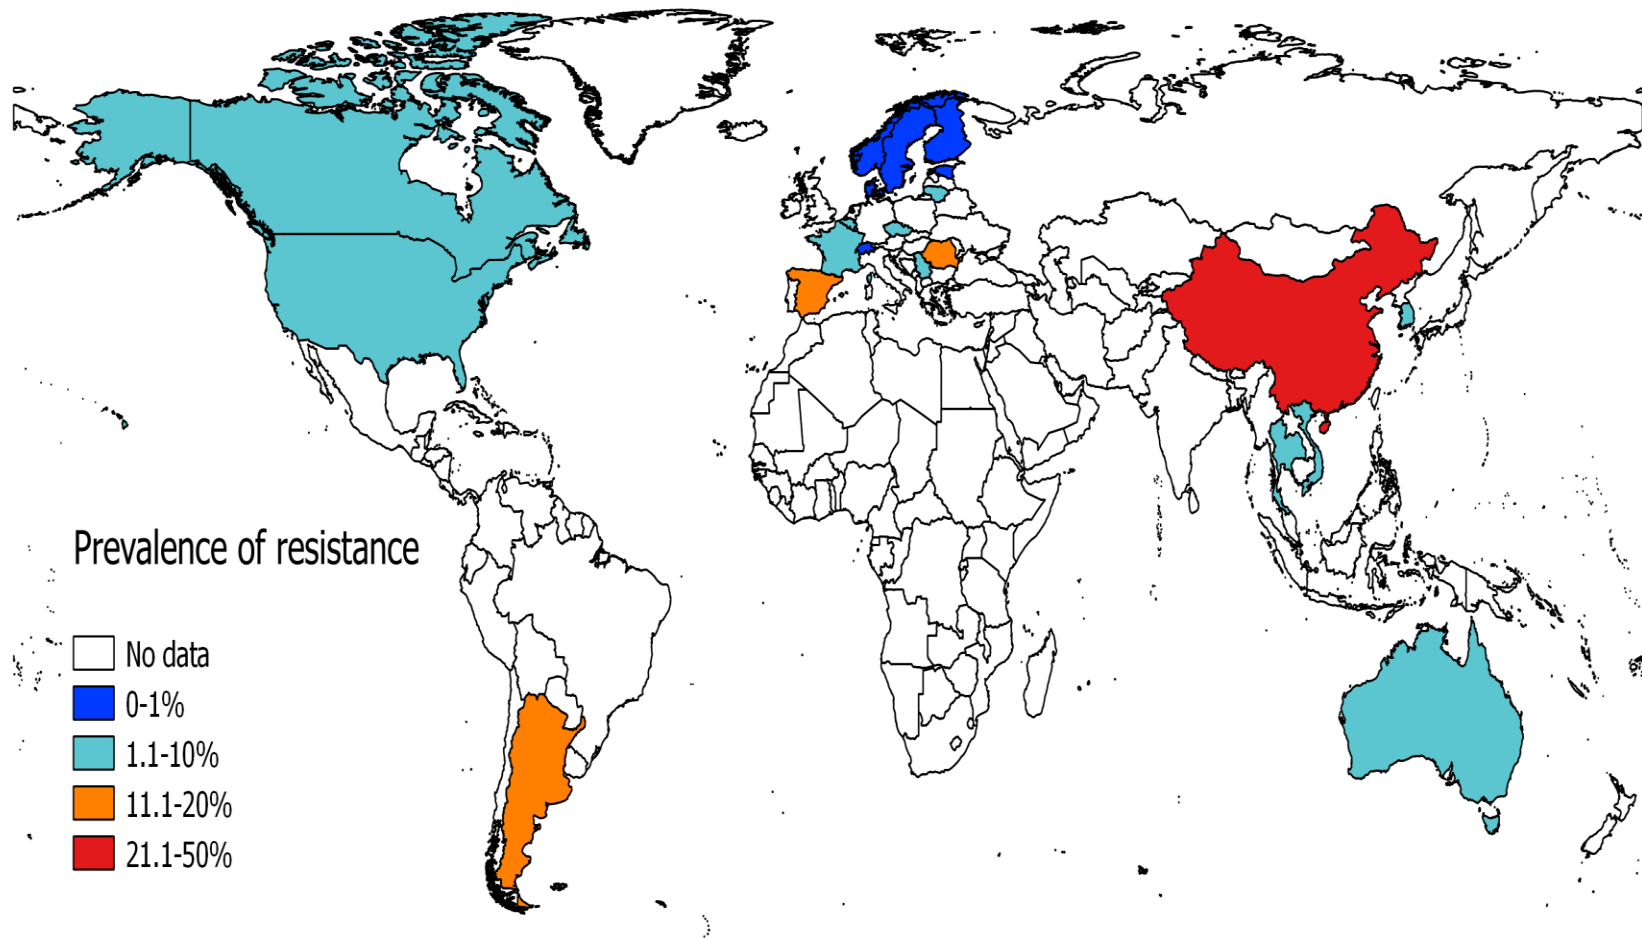 Prevalence of resistance
No data
0-1%
1.1-10%
11.1-20%
21.1-50%